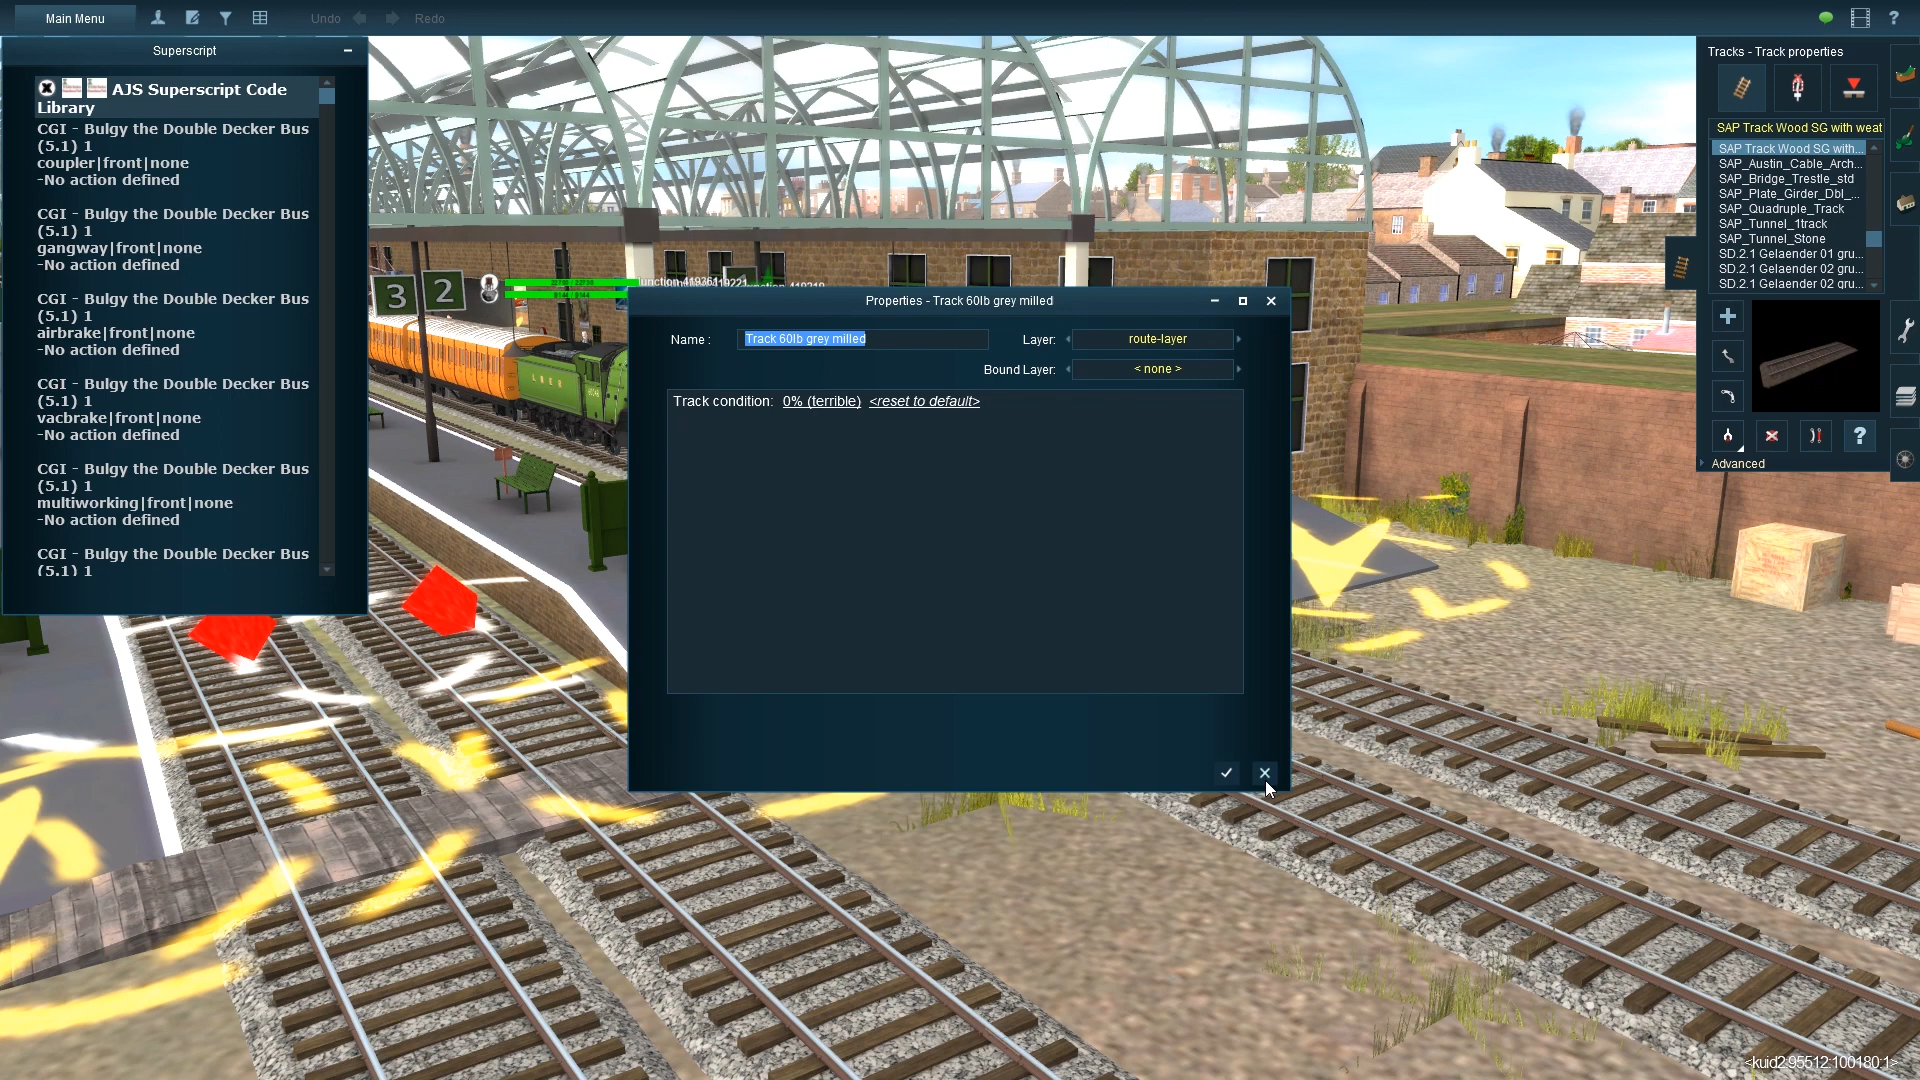 Main Menu
Undo
Redo
?
Superscript
AJS Superscript Code
Library
CGI - Bulgy the Double Decker Bus
(5.1) 1
coupler|front|none
-No action defined
CGI - Bulgy the Double Decker Bus
(5.1) 1
gangway|front|none
-No action defined
CGI - Bulgy the Double Decker Bus
(5.1) 1
airbrake|front|none
-No action defined
CGI - Bulgy the Double Decker Bus
(5.1) 1
vacbrake|front|none
-No action defined
CGI - Bulgy the Double Decker Bus
(5.1) 1
multiworking|front|none
-No action defined
CGI - Bulgy the Double Decker Bus
(5.1) 1
3
2
LNER
Properties - Track 60lb grey milled
Name :
Track 60lb grey milled
Layer:
route-layer
Bound Layer:
< none >
Track condition: 0% (terrible) <reset to default>
Tracks - Track properties
SAP Track Wood SG with weat
SAP Track Wood SG with...
SAP_Austin_Cable_Arch...
SAP_Bridge_Trestle_std
SAP_Plate_Girder_Dbl_...
SAP_Quadruple_Track
SAP_Tunnel_1track
SAP_Tunnel_Stone
SD.2.1 Gelaender 01 gru...
SD.2.1 Gelaender 02 gru...
SD.2.1 Gelaender 02 gru...
?
Advanced
<kuid2:95512:100180:1>